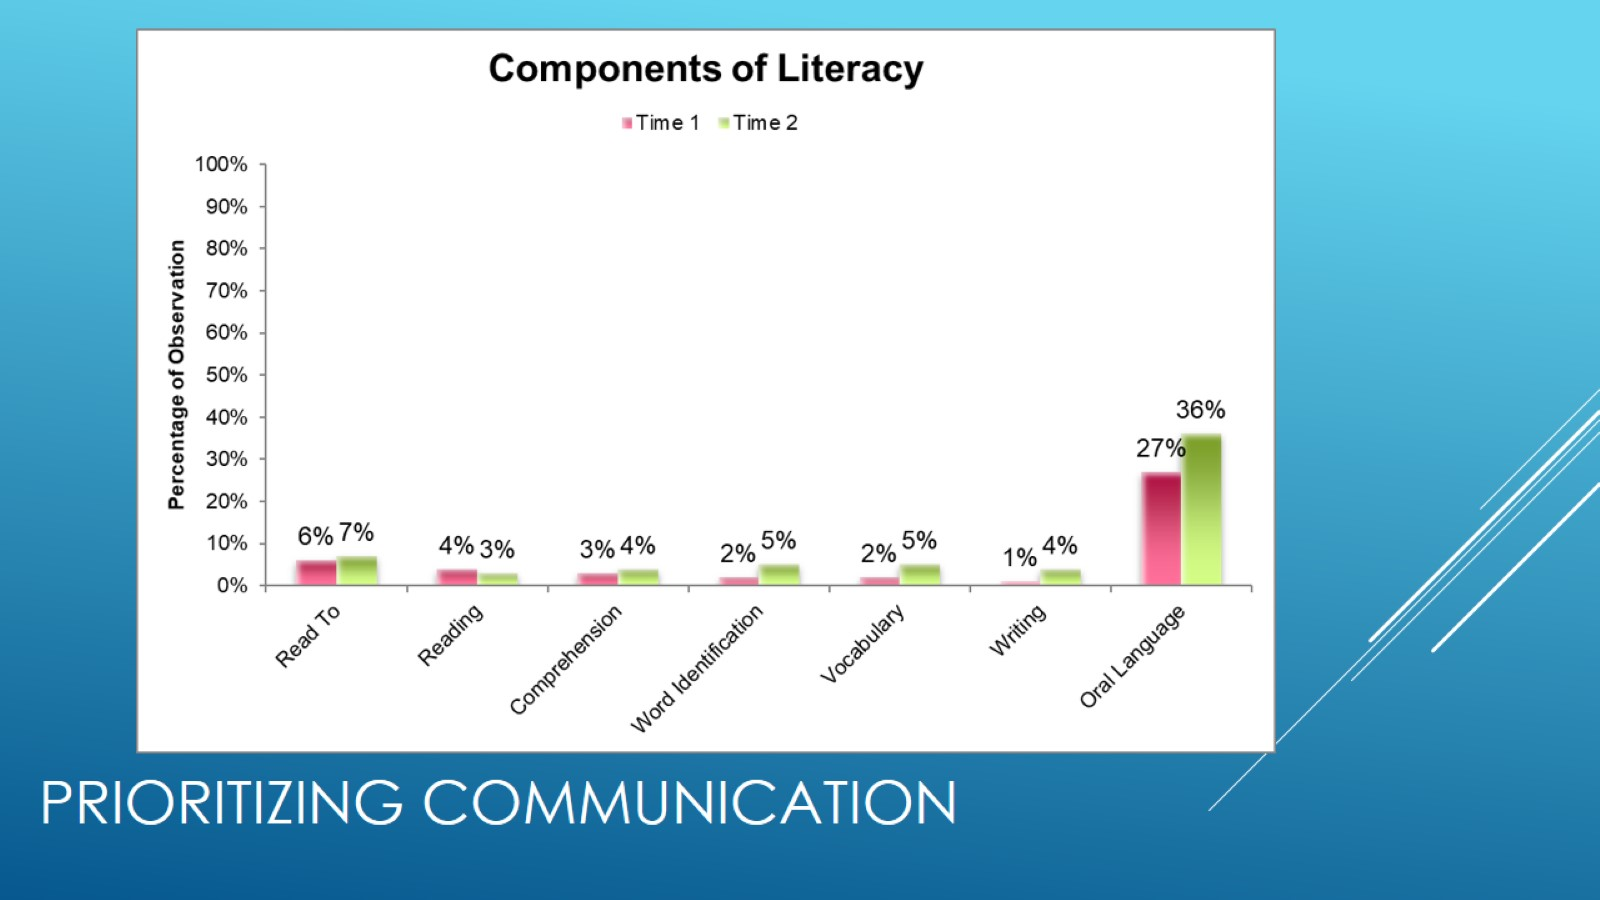 Components of Literacy
Time 1 Time 2
100%
90%
80%
70%
60%
50%
40%
30%
20%
10%
0%
Percentage of Observation
6% 7% 4% 3% 3% 4% 2% 5% 2% 5% 1% 4% 27% 36%
Read To Reading Comprehension Word Identification Vocabulary Writing Oral Language
PRIORITIZING COMMUNICATION